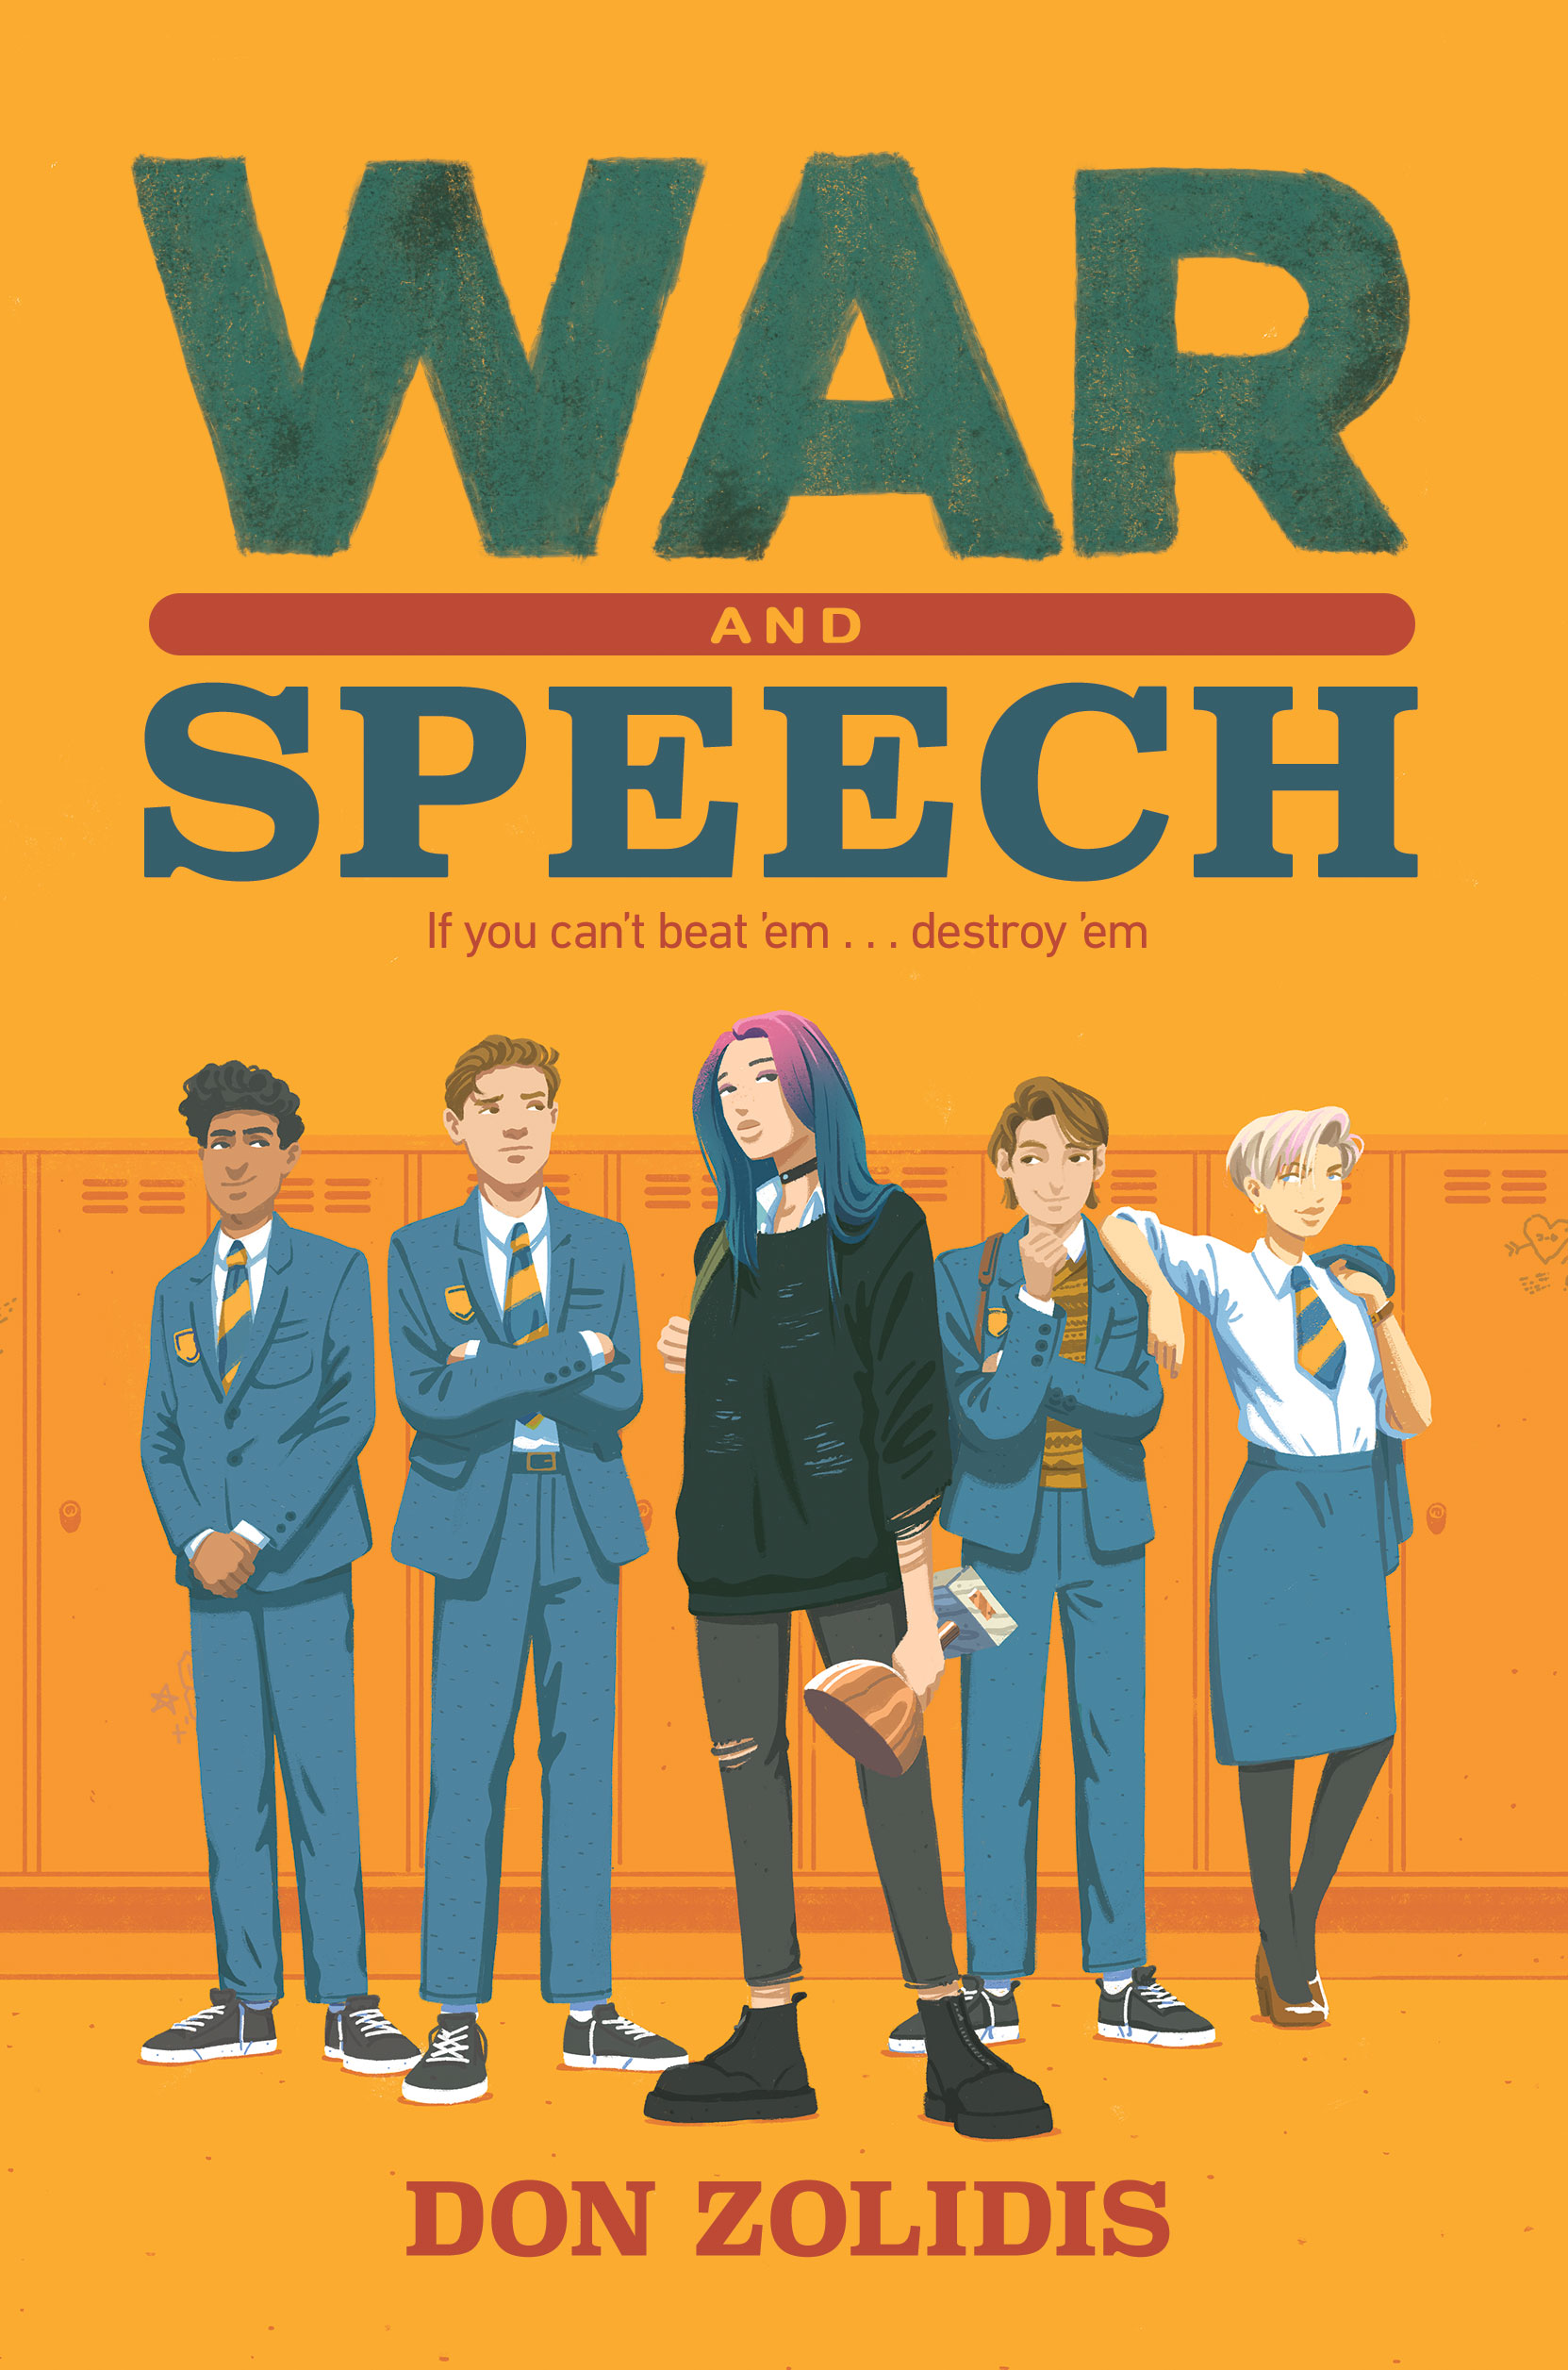 WAR
AND
SPEECH
If you can't beat 'em . . . destroy 'em
DON ZOLIDIS